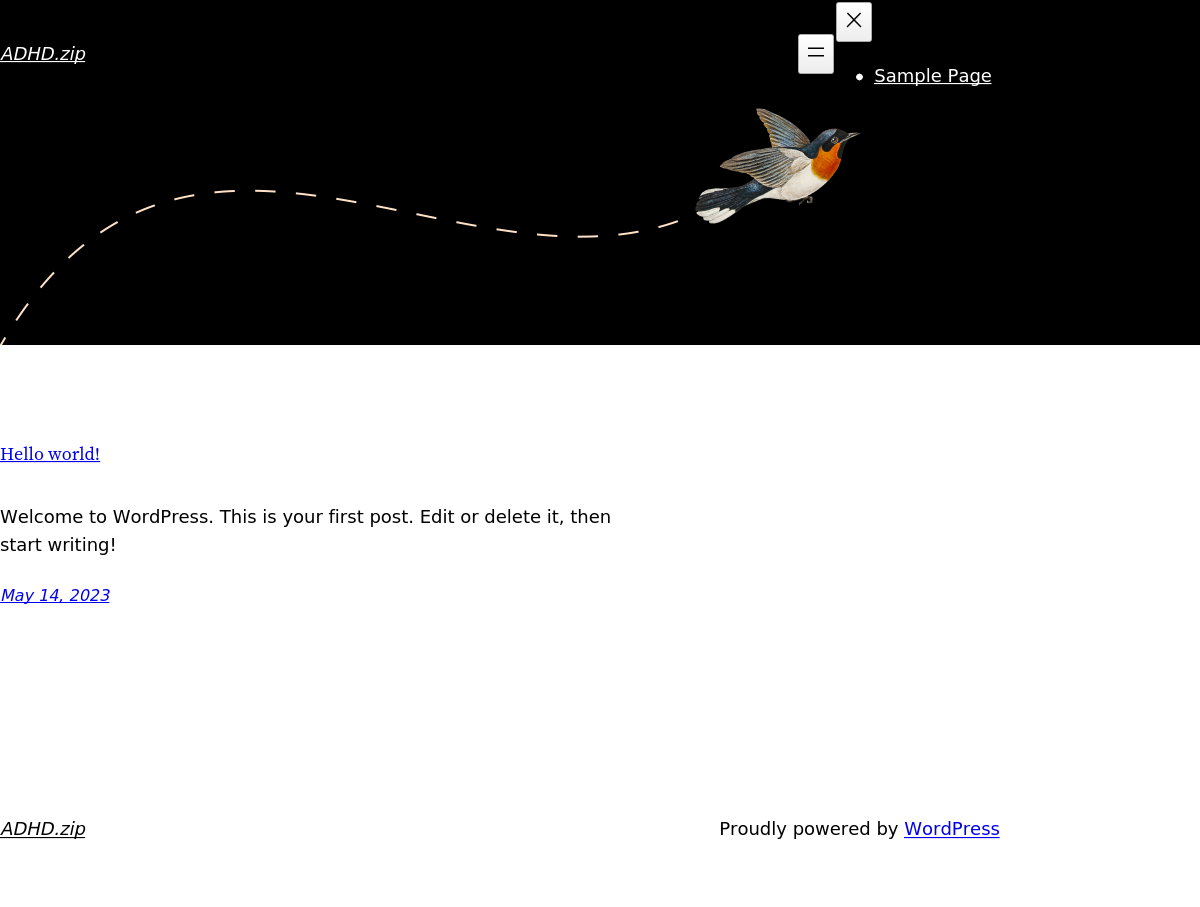 ADHD.zip
Sample Page
Hello world!
Welcome to WordPress. This is your first post. Edit or delete it, then
start writing!
May 14, 2023
ADHD.zip
Proudly powered by WordPress